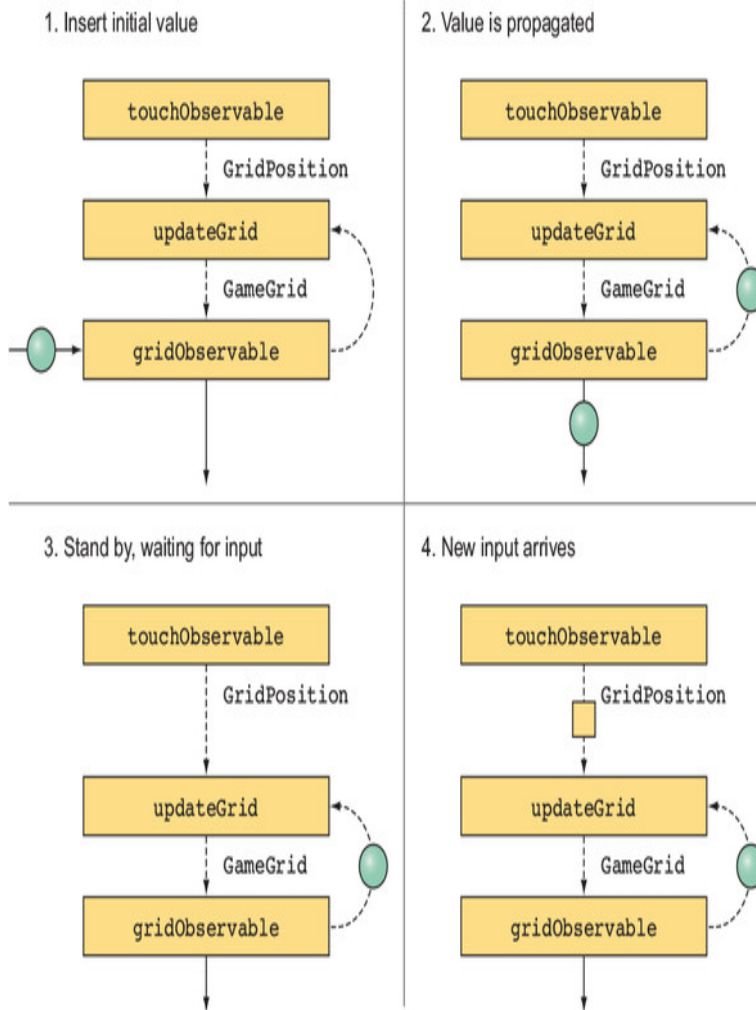 1. Insert initial value
touchObservable
GridPosition
updateGrid
GameGrid
gridObservable
2. Value is propagated
touchObservable
GridPosition
updateGrid
GameGrid
gridObservable
3. Stand by, waiting for input
touchObservable
GridPosition
updateGrid
GameGrid
gridObservable
4. New input arrives
touchObservable
GridPosition
updateGrid
GameGrid
gridObservable